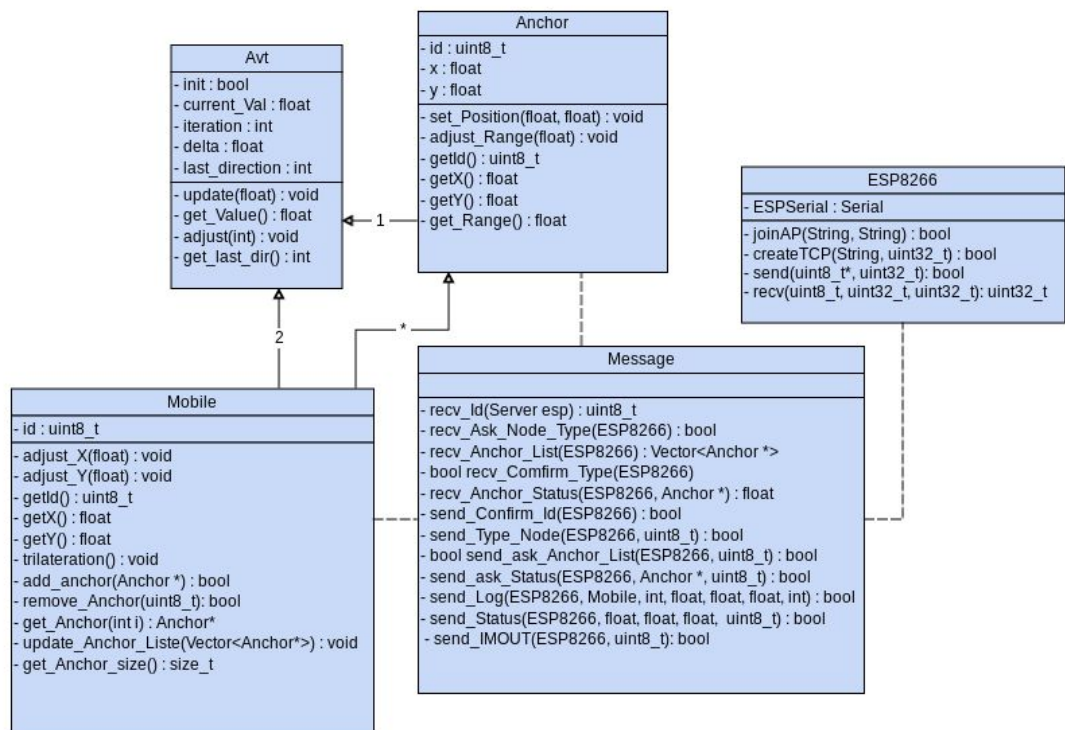 Avt
- init : bool
- current_Val : float
- iteration : int
- delta : float
- last_direction : int
- update(float) : void
- get_Value() : float
- adjust(int) : void
- get_last_dir() : int
Anchor
- id : uint8_t
- x : float
- y : float
- set_Position(float, float) : void
- adjust_Range(float) : void
- getId() : uint8_t
- getX() : float
- getY() : float
- get_Range() : float
1
ESP8266
- ESPSerial : Serial
- joinAP(String, String) : bool
- createTCP(String, uint32_t) : bool
- send(uint8_t*, uint32_t): bool
- recv(uint8_t, uint32_t, uint32_t): uint32_t
2
*
Mobile
- id : uint8_t
- adjust_X(float) : void
- adjust_Y(float) : void
- getId() : uint8_t
- getX() : float
- getY() : float
- trilateration() : void
- add_anchor(Anchor *) : bool
- remove_Anchor(uint8_t): bool
- get_Anchor(int i) : Anchor*
- update_Anchor_Liste(Vector<Anchor*>) : void
- get_Anchor_size() : size_t
Message
- recv_Id(Server esp) : uint8_t
- recv_Ask_Node_Type(ESP8266) : bool
- recv_Anchor_List(ESP8266) : Vector<Anchor *>
- bool recv_Comfirm_Type(ESP8266)
- recv_Anchor_Status(ESP8266, Anchor *) : float
- send_Confirm_Id(ESP8266) : bool
- send_Type_Node(ESP8266, uint8_t) : bool
- bool send_ask_Anchor_List(ESP8266, uint8_t) : bool
- send_ask_Status(ESP8266, Anchor *, uint8_t) : bool
- send_Log(ESP8266, Mobile, int, float, float, float, int) : bool
- send_Status(ESP8266, float, float, float, uint8_t) : bool
- send_IMOUT(ESP8266, uint8_t): bool